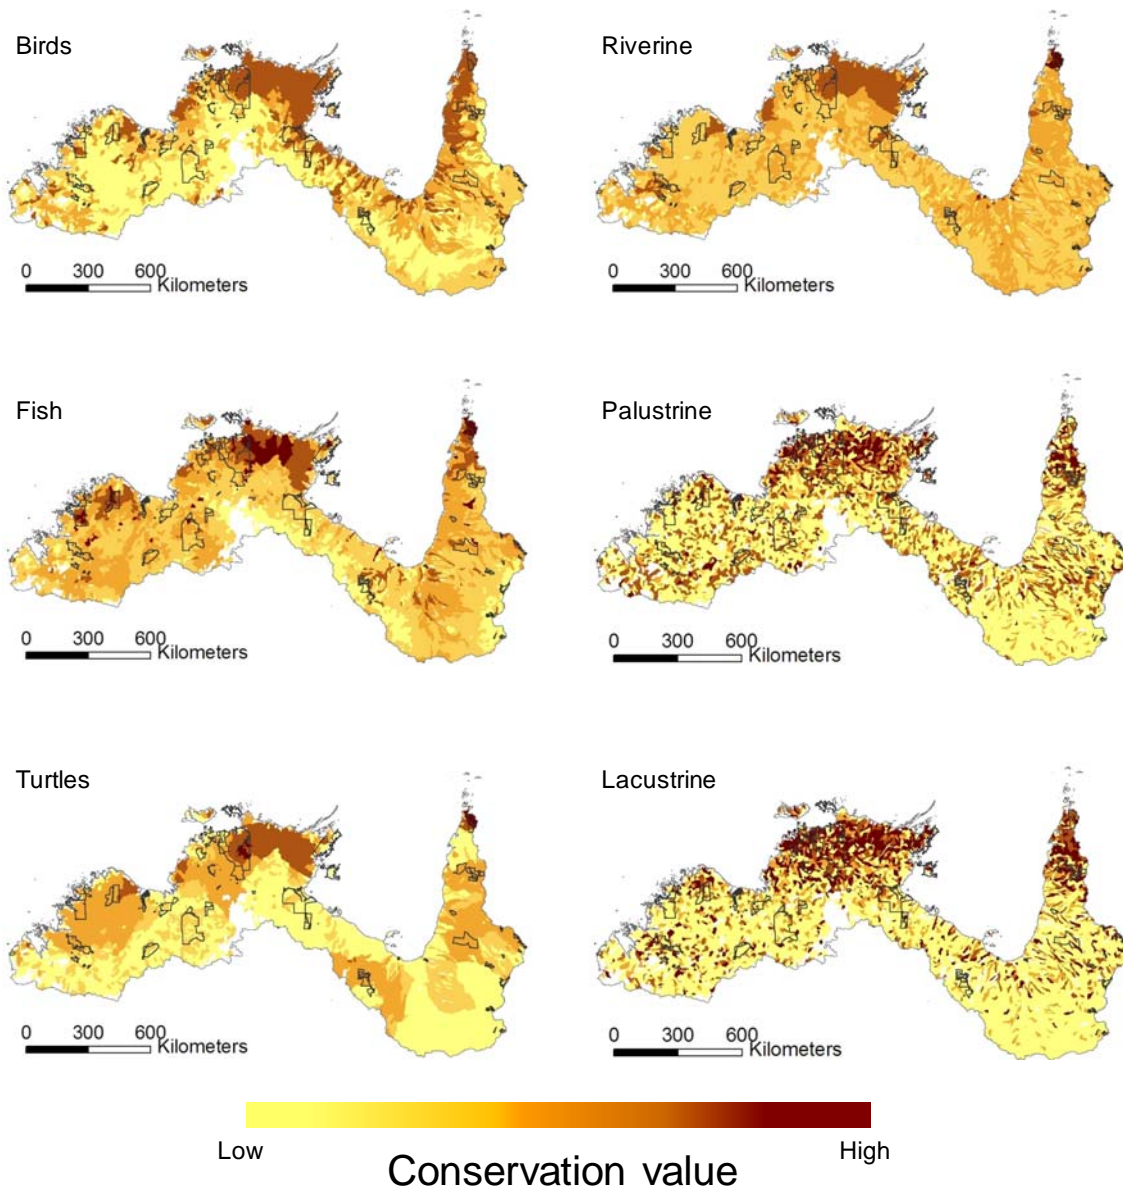 Birds
0 300 600
Kilometers
Riverine
0 300 600
Kilometers
Fish
0 300 600
Kilometers
Palustrine
0 300 600
Kilometers
Turtles
0 300 600
Kilometers
Lacustrine
0 300 600
Kilometers
Low
High
Conservation value